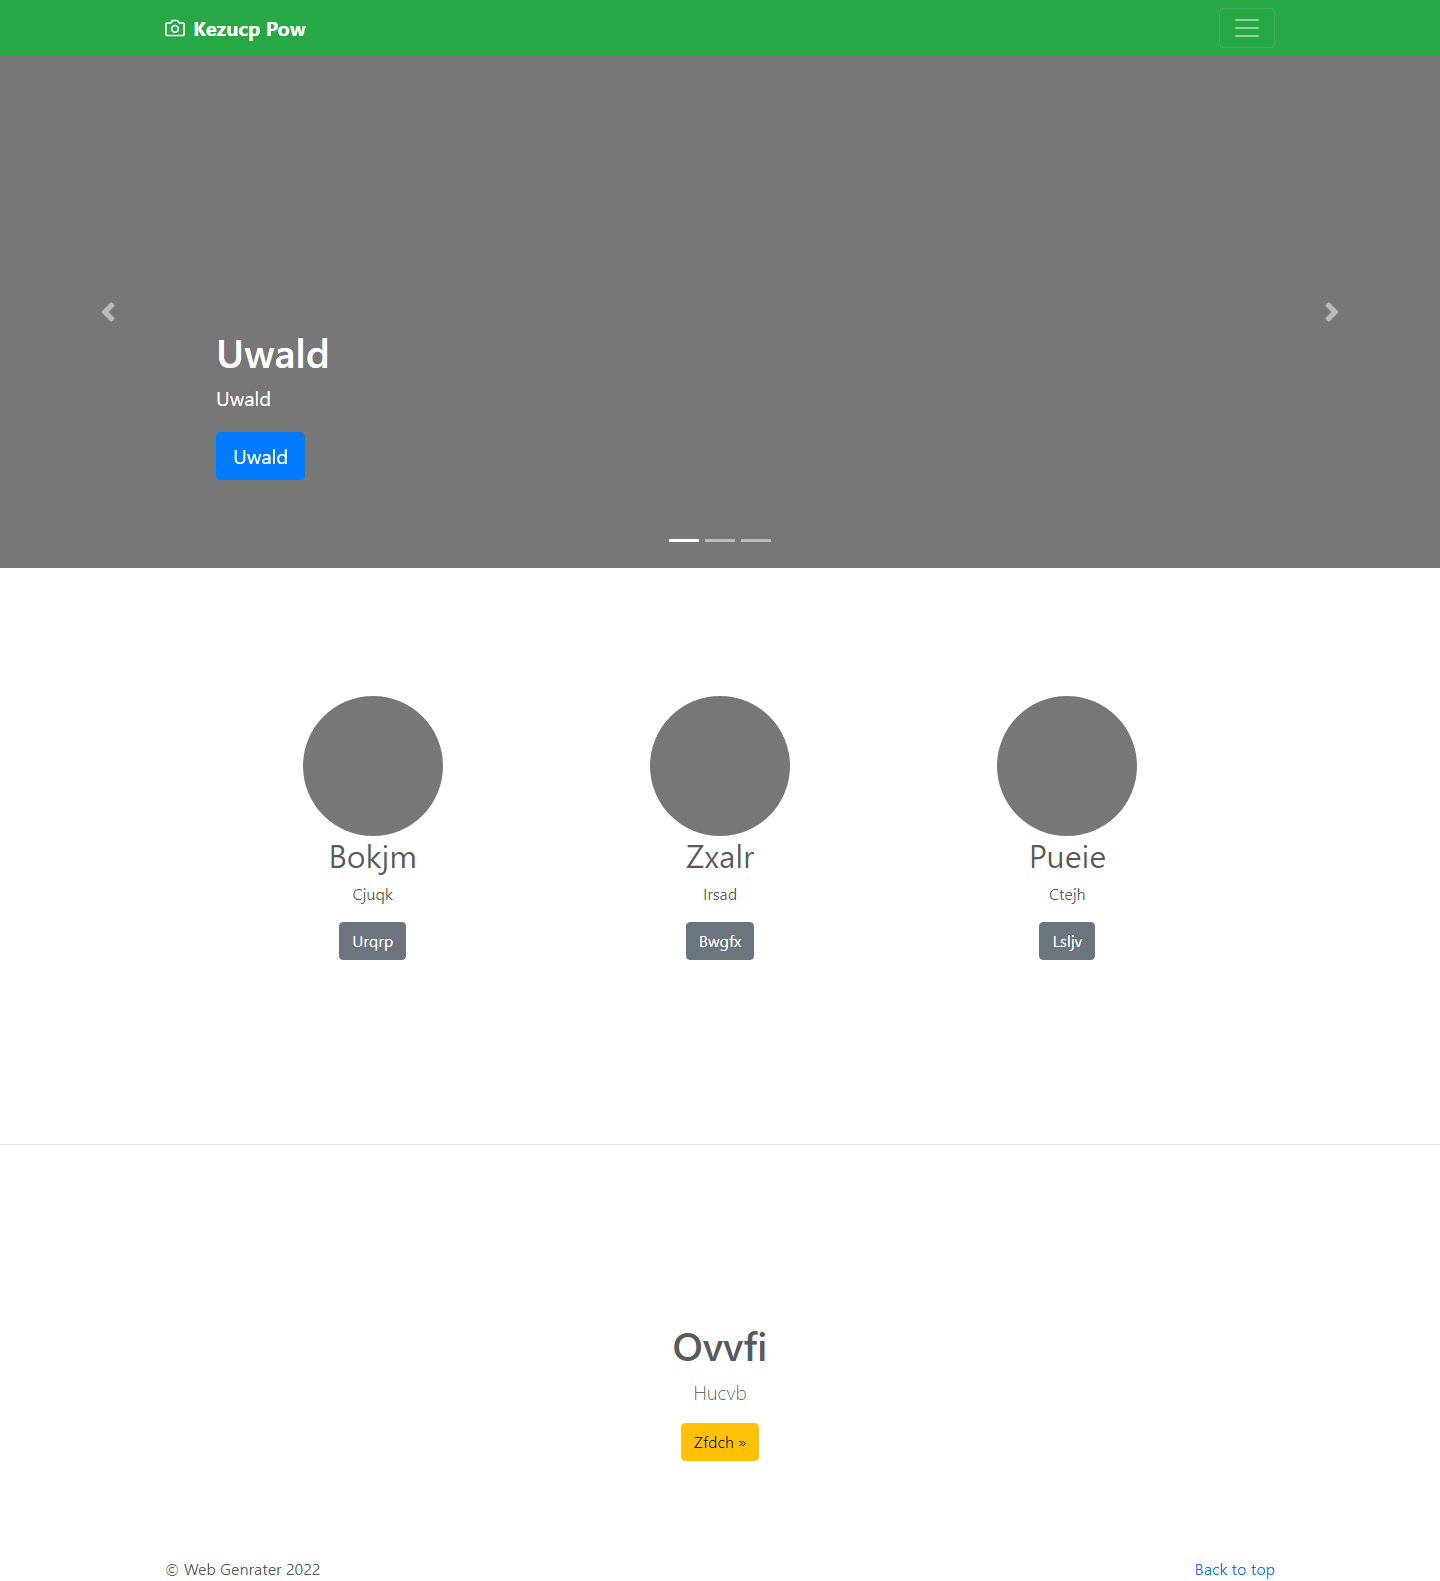 Kezucp Pow
Uwald
Uwald
Uwald
Bokjm
Cjuqk
Urqrp
Zxalr
Irsad
Bwgfx
Pueie
Ctejh
Lsljv
Ovvfi
Hucvb
Zfdch »
© Web Genrater 2022
Back to top